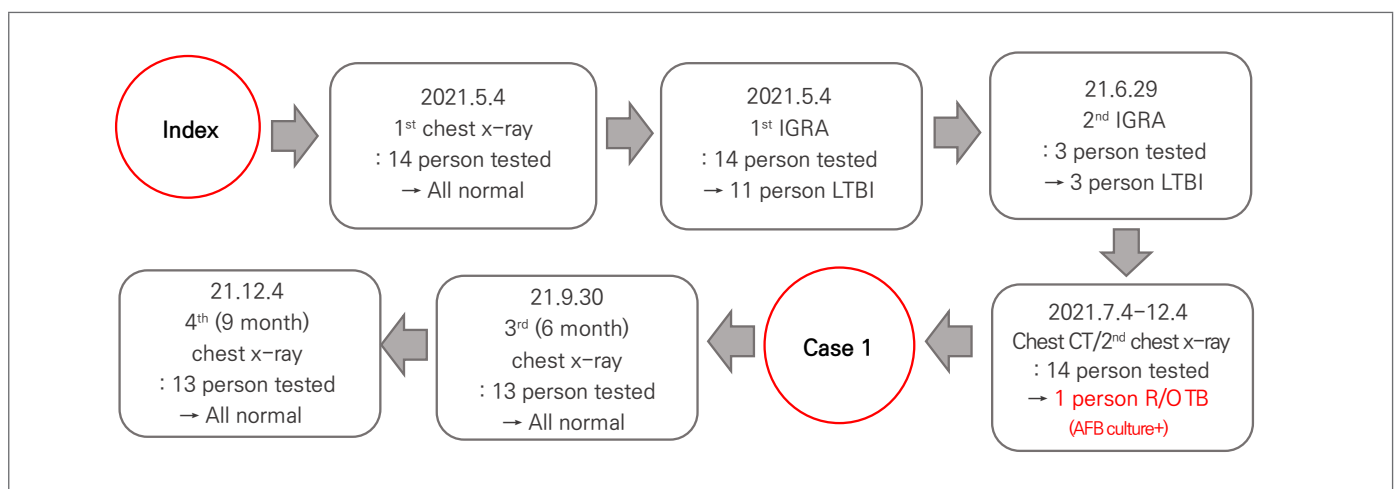 Index
2021.5.4
1st chest x-ray
: 14 person tested
→ All normal
2021.5.4
1st IGRA
: 14 person tested
→ 11 person LTBI
21.6.29
2nd IGRA
: 3 person tested
→ 3 person LTBI
2021.7.4-12.4
Chest CT/2nd chest x-ray
: 14 person tested
→ 1 person R/O TB
(AFB culture+)
Case 1
21.9.30
3rd (6 month)
chest x-ray
: 13 person tested
→ All normal
21.12.4
4th (9 month)
chest x-ray
: 13 person tested
→ All normal